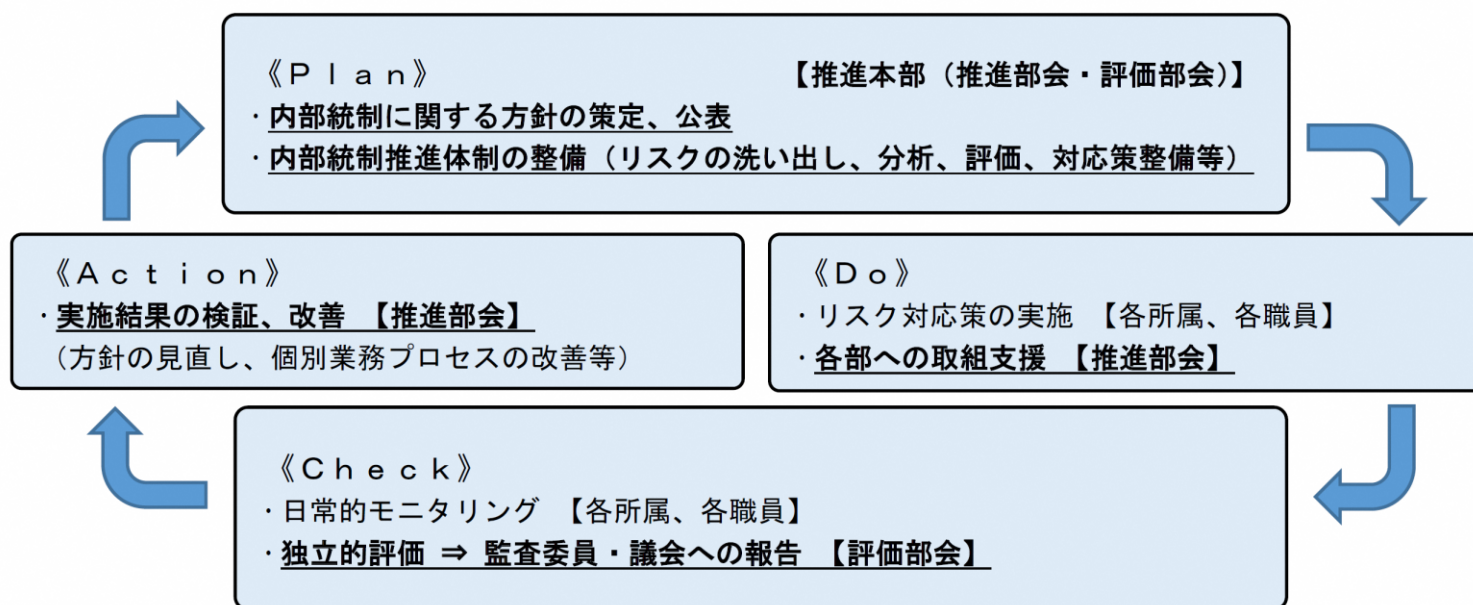 《Ｐｌａｎ》 【推進本部（推進部会・評価部会）】
・内部統制に関する方針の策定、公表
・内部統制推進体制の整備（リスクの洗い出し、分析、評価、対応策整備等）
《Ａｃｔｉｏｎ》
・実施結果の検証、改善 【推進部会】
（方針の見直し、個別業務プロセスの改善等）
《Ｄｏ》
・リスク対応策の実施 【各所属、各職員】
・各部への取組支援 【推進部会】
《Ｃｈｅｃｋ》
・日常的モニタリング 【各所属、各職員】
・独立的評価 ⇒ 監査委員・議会への報告 【評価部会】